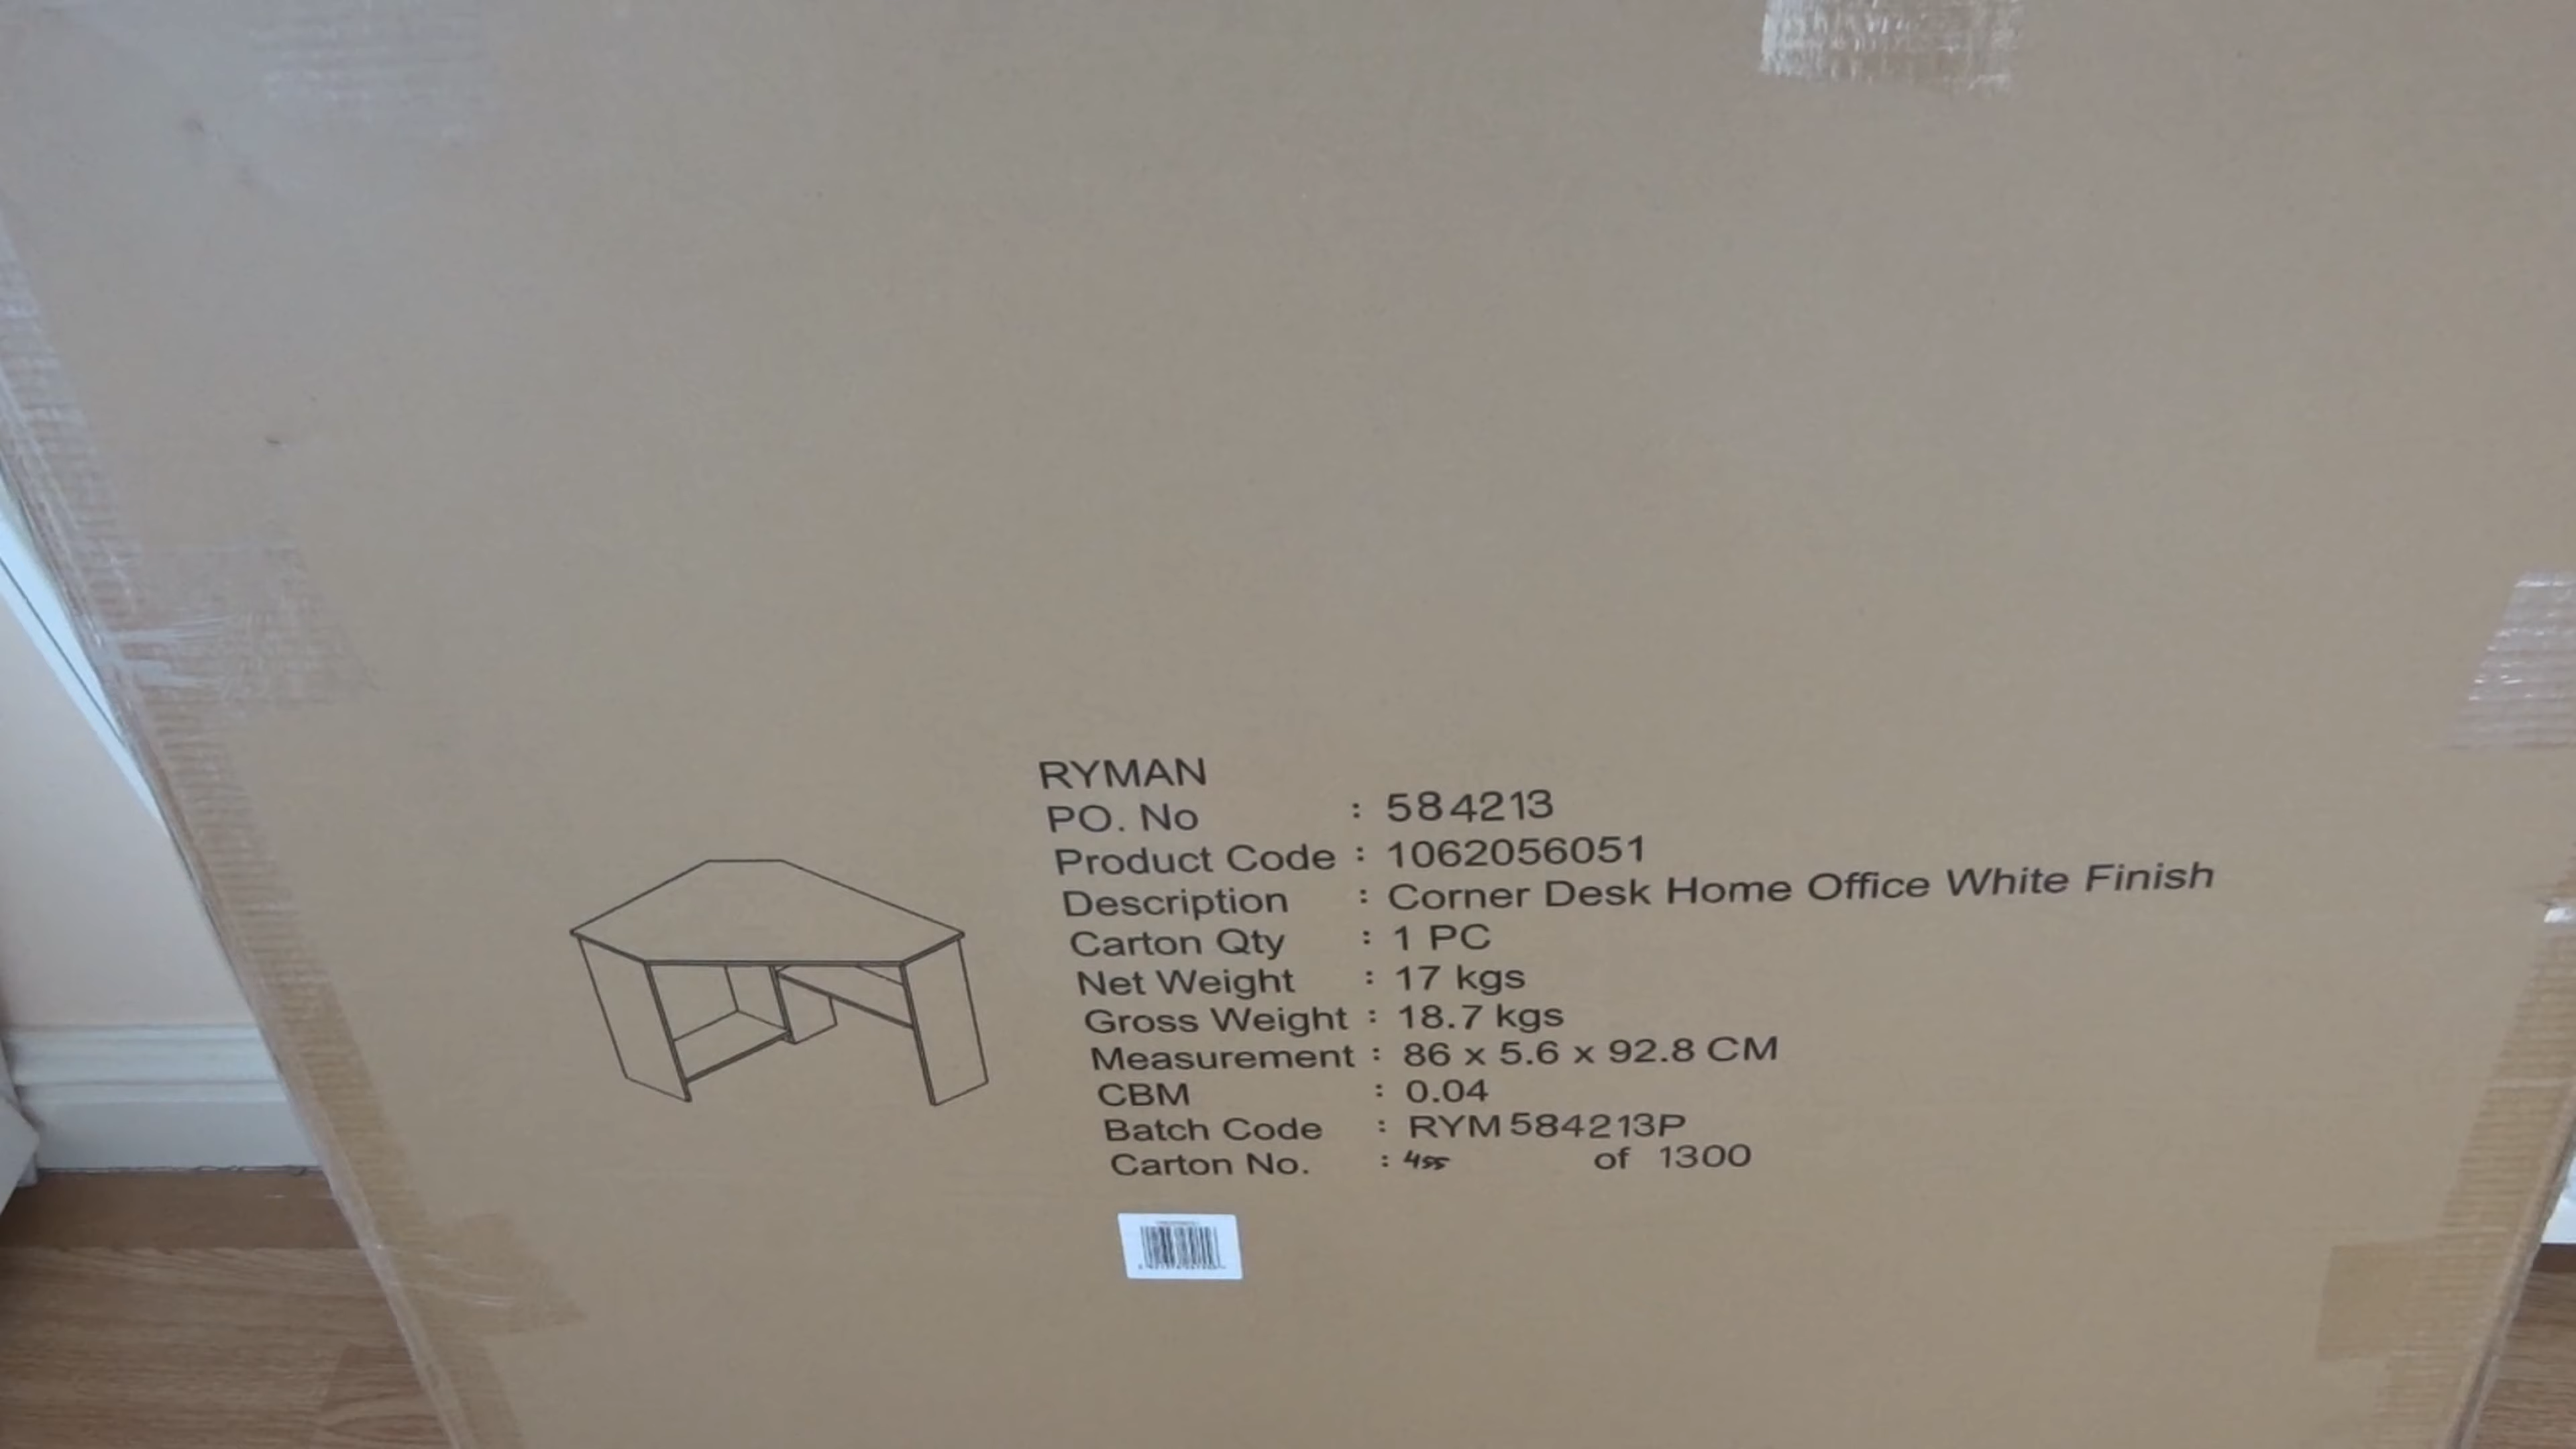 RYMAN
PO. No : 584213
Product Code : 1062056051
Description : Corner Desk Home Office White Finish
Carton Qty : 1 PC
Net Weight : 17 kgs
Gross Weight : 18.7 kgs
Measurement : 86 x 5.6 x 92.8 CM
CBM : 0.04
Batch Code : RYM584213P
Carton No. : 455 of 1300